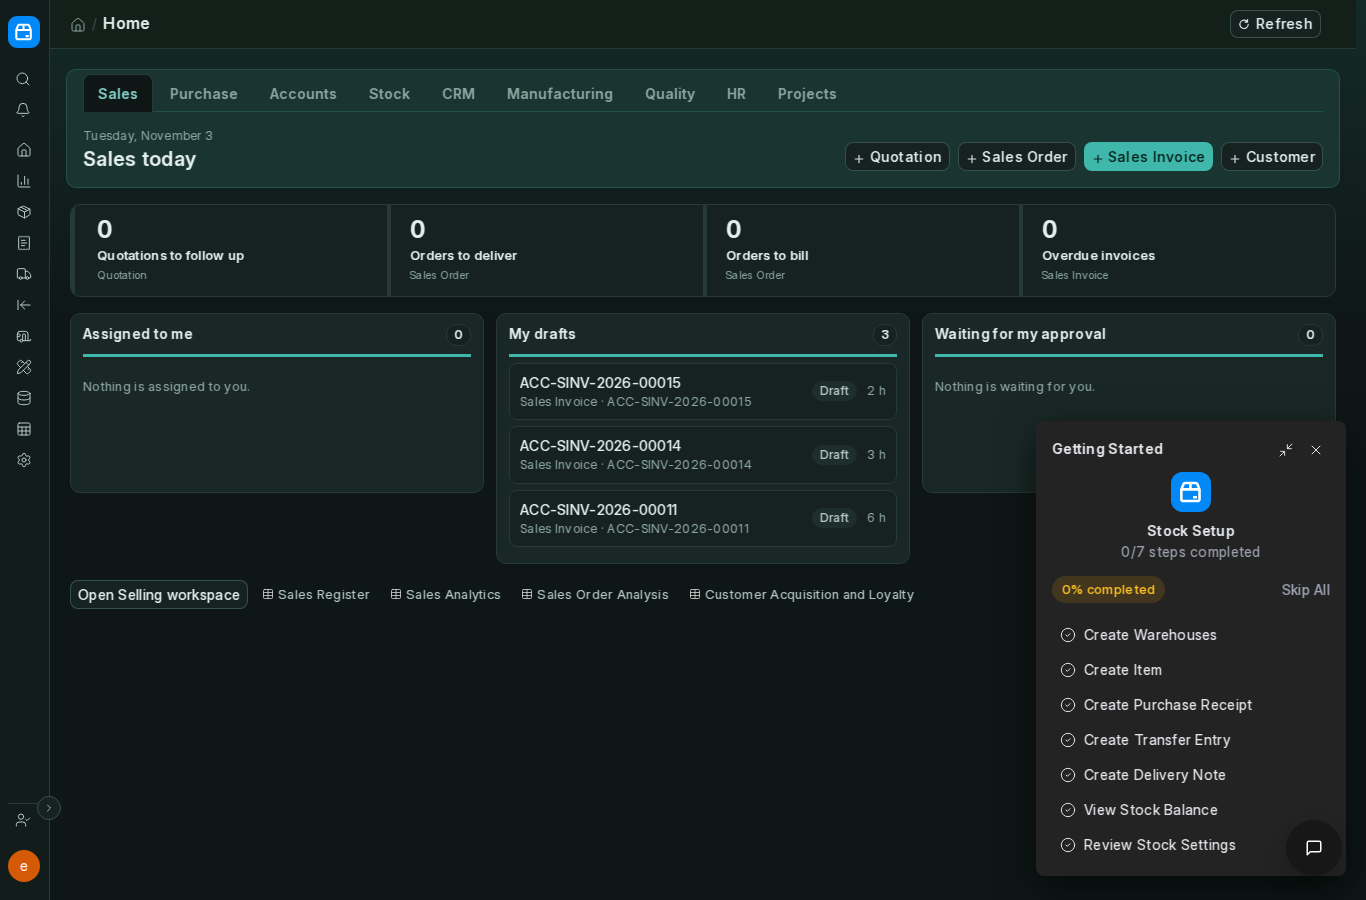 / Home
Refresh
Sales Purchase Accounts Stock CRM Manufacturing Quality HR Projects
Tuesday, November 3
Sales today
+ Quotation + Sales Order + Sales Invoice + Customer
0 0 0 0
Quotations to follow up Orders to deliver Orders to bill Overdue invoices
Quotation Sales Order Sales Order Sales Invoice
Assigned to me 0
Nothing is assigned to you.
My drafts 3
ACC-SINV-2026-00015
Sales Invoice · ACC-SINV-2026-00015
Draft 2 h
ACC-SINV-2026-00014
Sales Invoice · ACC-SINV-2026-00014
Draft 3 h
ACC-SINV-2026-00011
Sales Invoice · ACC-SINV-2026-00011
Draft 6 h
Waiting for my approval 0
Nothing is waiting for you.
Open Selling workspace Sales Register Sales Analytics Sales Order Analysis Customer Acquisition and Loyalty
Getting Started
Stock Setup
0/7 steps completed
0% completed Skip All
Create Warehouses
Create Item
Create Purchase Receipt
Create Transfer Entry
Create Delivery Note
View Stock Balance
Review Stock Settings
e